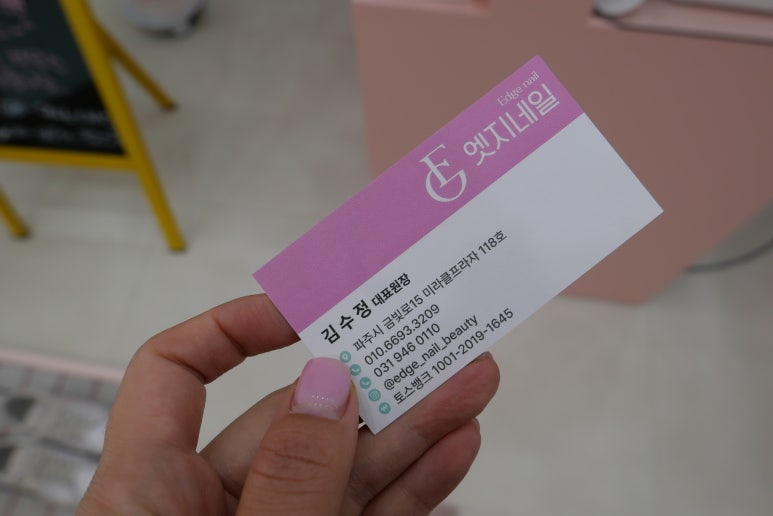 Edge nail
엣지네일
김수정 대표원장
파주시 금빛로15 미라클프라자 118호
010.6693.3209
031 946 0110
@edge_nail_beauty
토스뱅크 1001-2019-1645